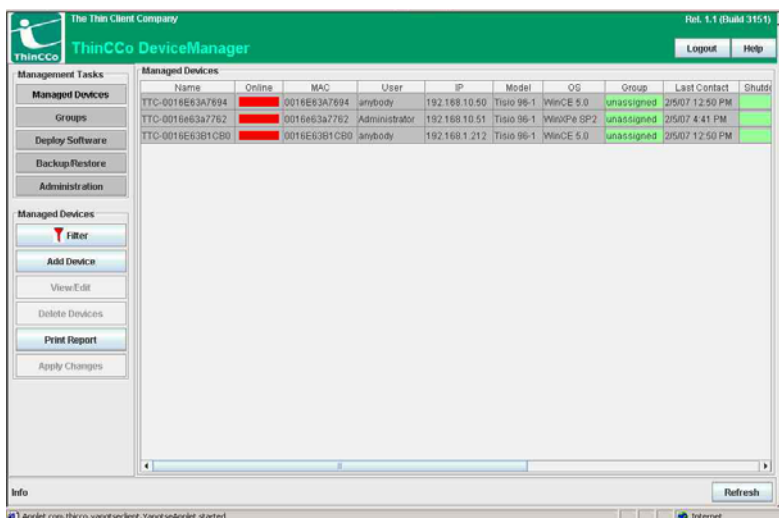 The Thin Client Company
Rel. 1.1 (Build 3151)
ThinCCo
ThinCCo DeviceManager
Logout
Help
Management Tasks
Managed Devices
Groups
Deploy Software
Backup/Restore
Administration
Managed Devices
Filter
Add Device
View/Edit
Delete Devices
Print Report
Apply Changes
Managed Devices
Name Online MAC User IP Model OS Group Last Contact Shutd
TTC-0016E63A7694 0016E63A7694 anybody 192.168.10.50 Tisio 96-1 WinCE 5.0 unassigned 2/5/07 12:50 PM
TTC-0016e63a7762 0016e63a7762 Administrator 192.168.10.51 Tisio 96-1 WinXPe SP2 unassigned 2/5/07 4:41 PM
TTC-0016E63B1CB0 0016E63B1CB0 anybody 192.168.1.212 Tisio 96-1 WinCE 5.0 unassigned 2/5/07 12:50 PM
Info
Refresh
Applet started
Internet